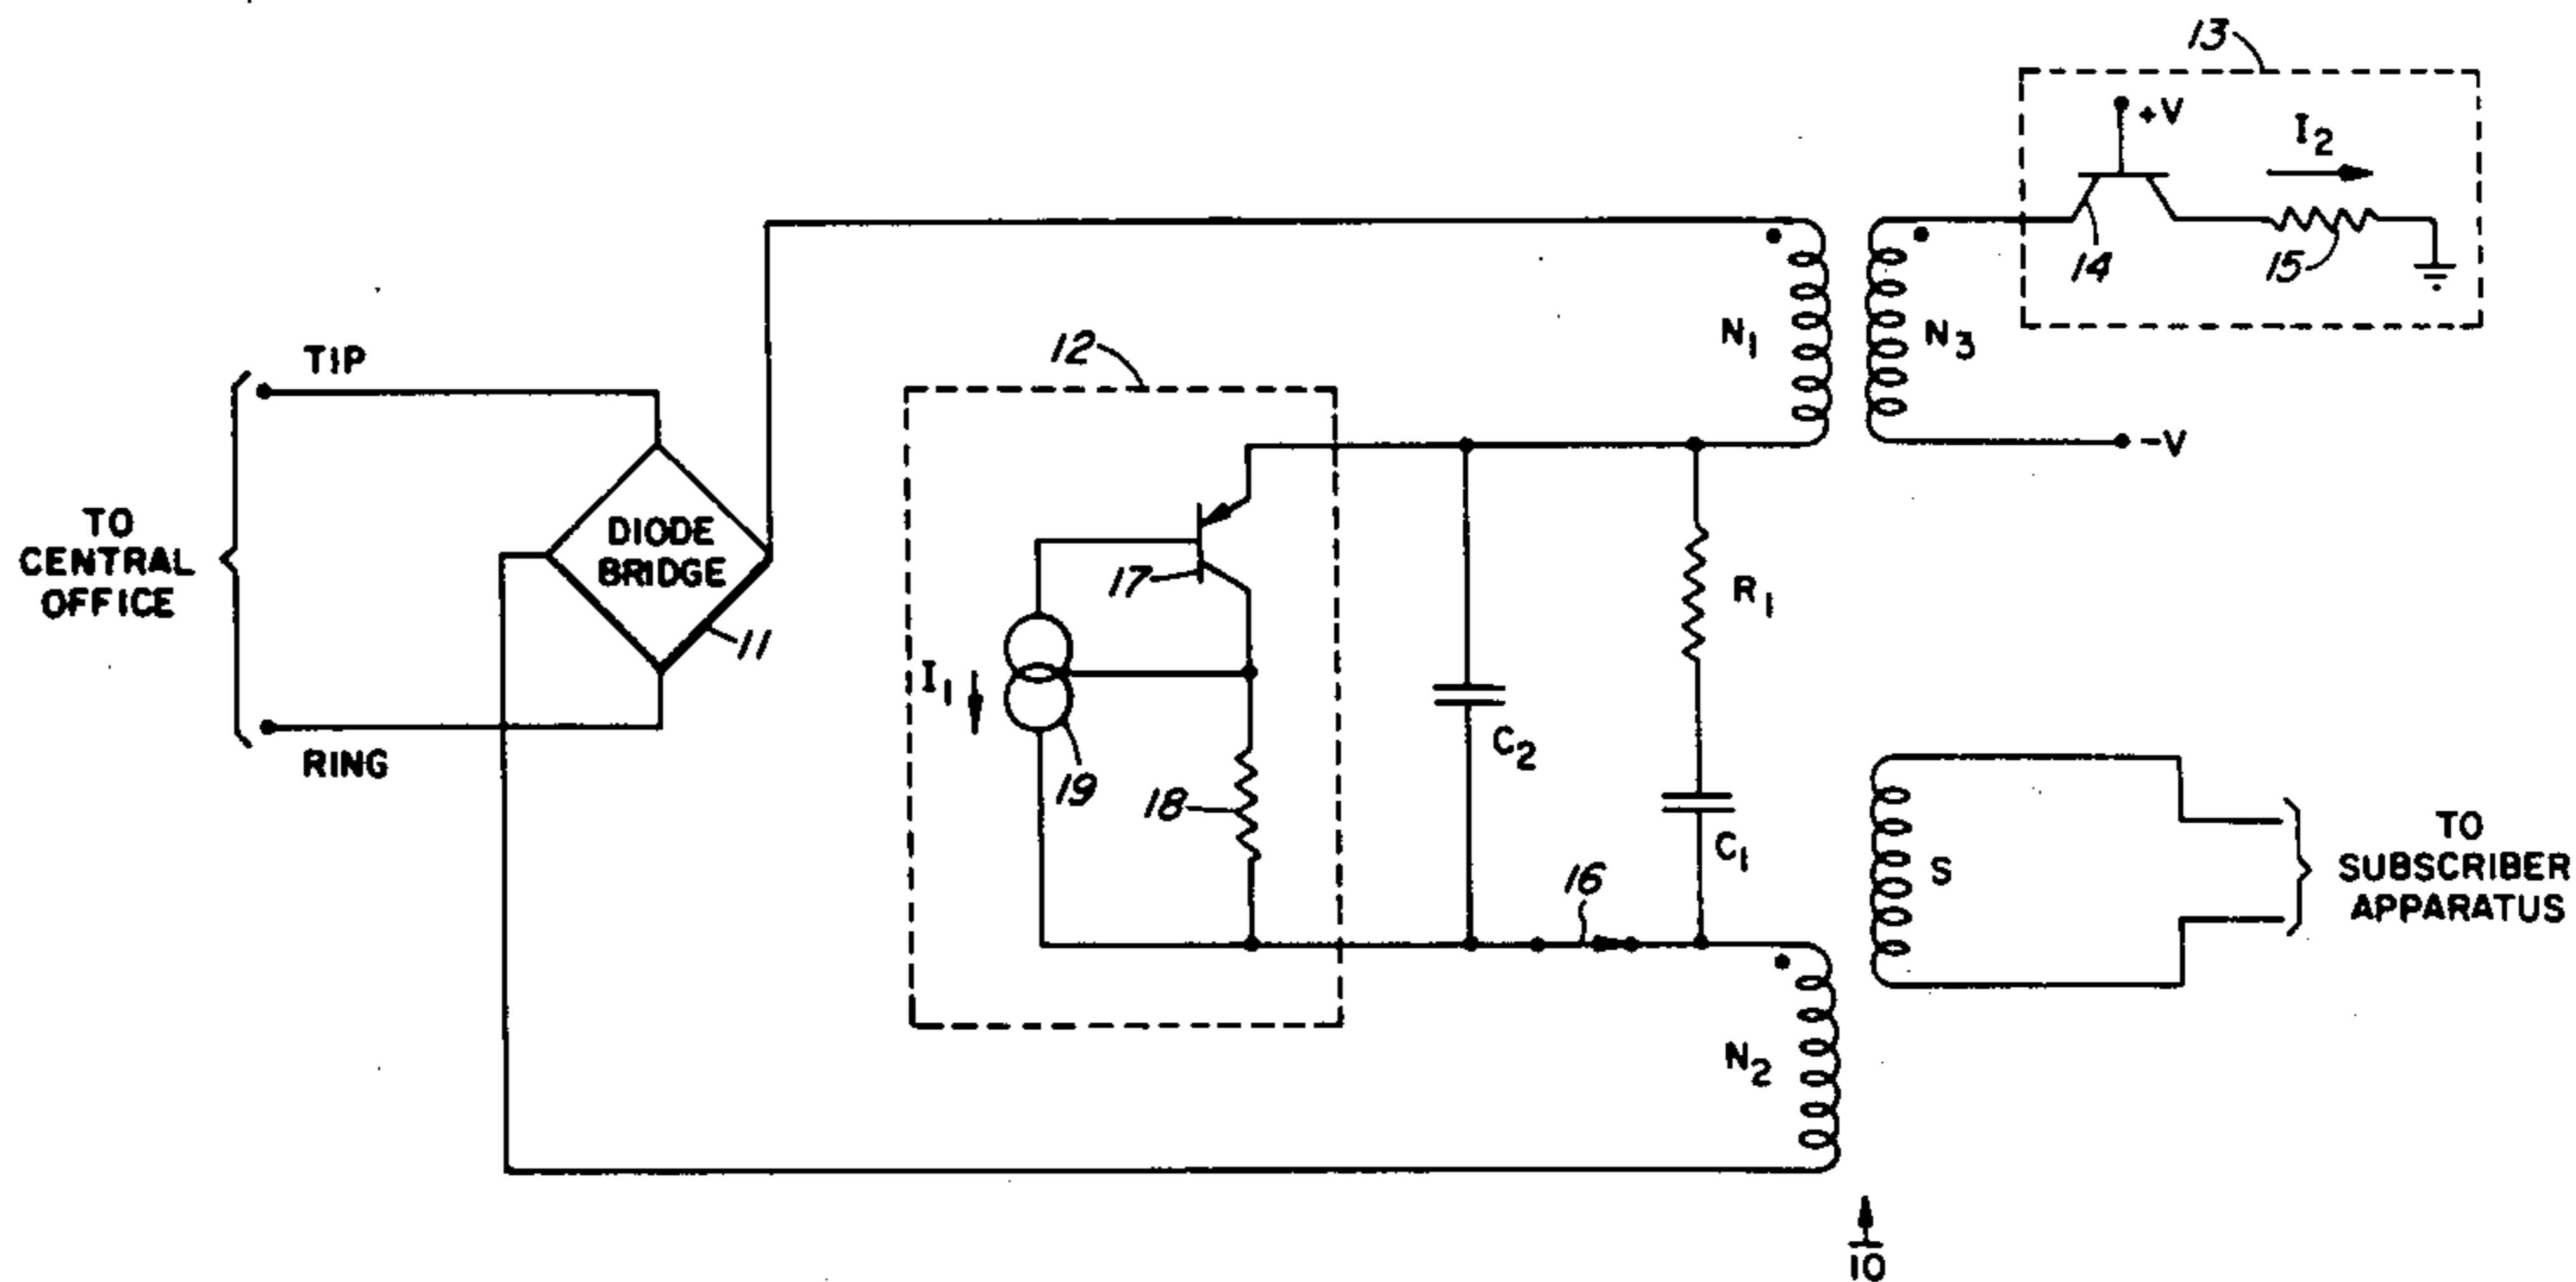 13
+V
I2
14
15
N1
N3
-V
TIP
12
TO
CENTRAL
OFFICE
DIODE
BRIDGE
11
RING
17
I1
19
18
C2
R1
C1
16
S
TO
SUBSCRIBER
APPARATUS
N2
10